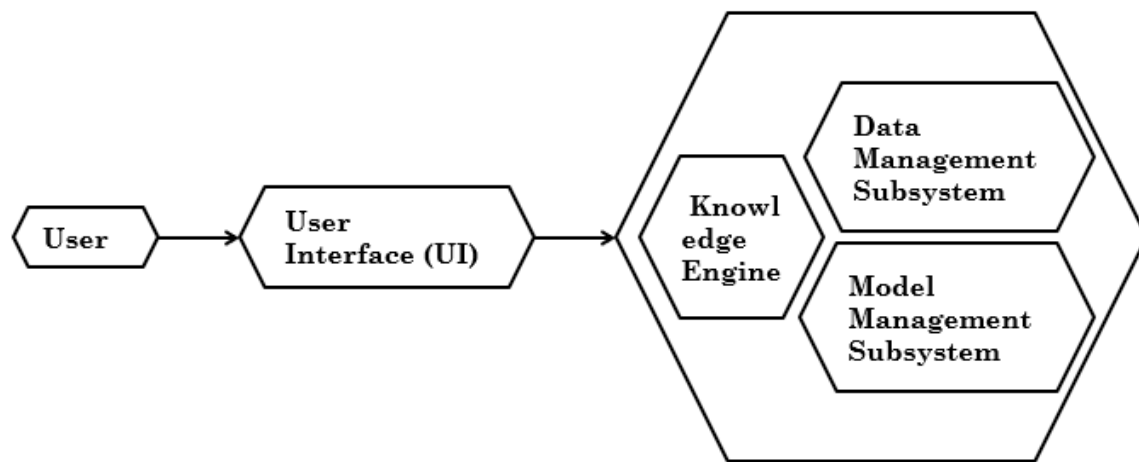 User
User
Interface (UI)
Knowl
edge
Engine
Data
Management
Subsystem
Model
Management
Subsystem